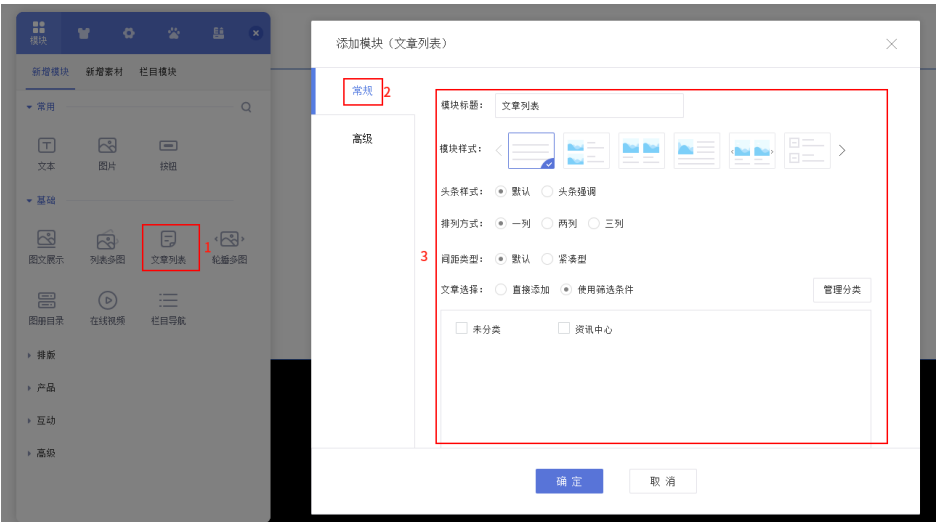 模块
新增模块 新增素材 栏目模块
常用
T
文本 图片 按钮
基础
图文展示 列表多图 文章列表 轮播多图
1
图册目录 在线视频 栏目导航
排版
产品
互动
高级
添加模块（文章列表）
常规 2
高级
模块标题： 文章列表
模块样式：
头条样式： 默认 头条强调
排列方式： 一列 两列 三列
3
间距类型： 默认 紧凑型
文章选择： 直接添加 使用筛选条件 管理分类
未分类 资讯中心
确定 取消